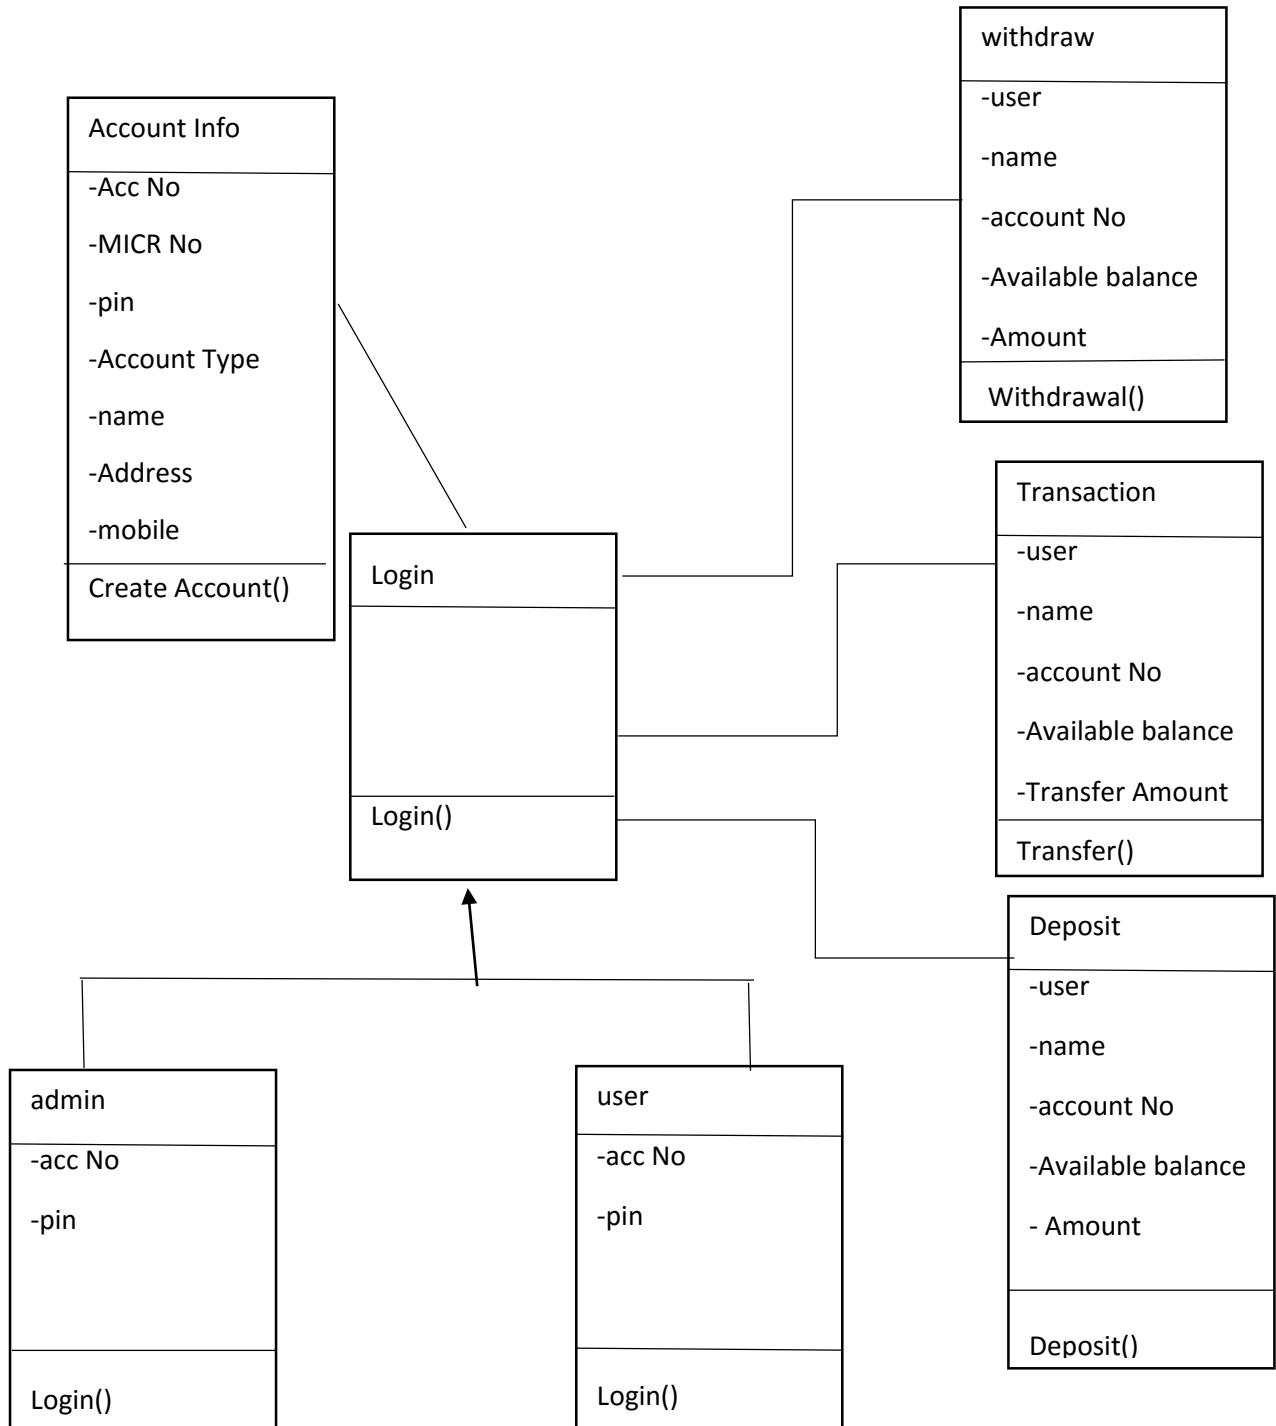 withdraw
-user
-name
-account No
-Available balance
-Amount
Withdrawal()
Account Info
-Acc No
-MICR No
-pin
-Account Type
-name
-Address
-mobile
Create Account()
Login
Login()
Transaction
-user
-name
-account No
-Available balance
-Transfer Amount
Transfer()
Deposit
-user
-name
-account No
-Available balance
- Amount
Deposit()
admin
-acc No
-pin
Login()
user
-acc No
-pin
Login()